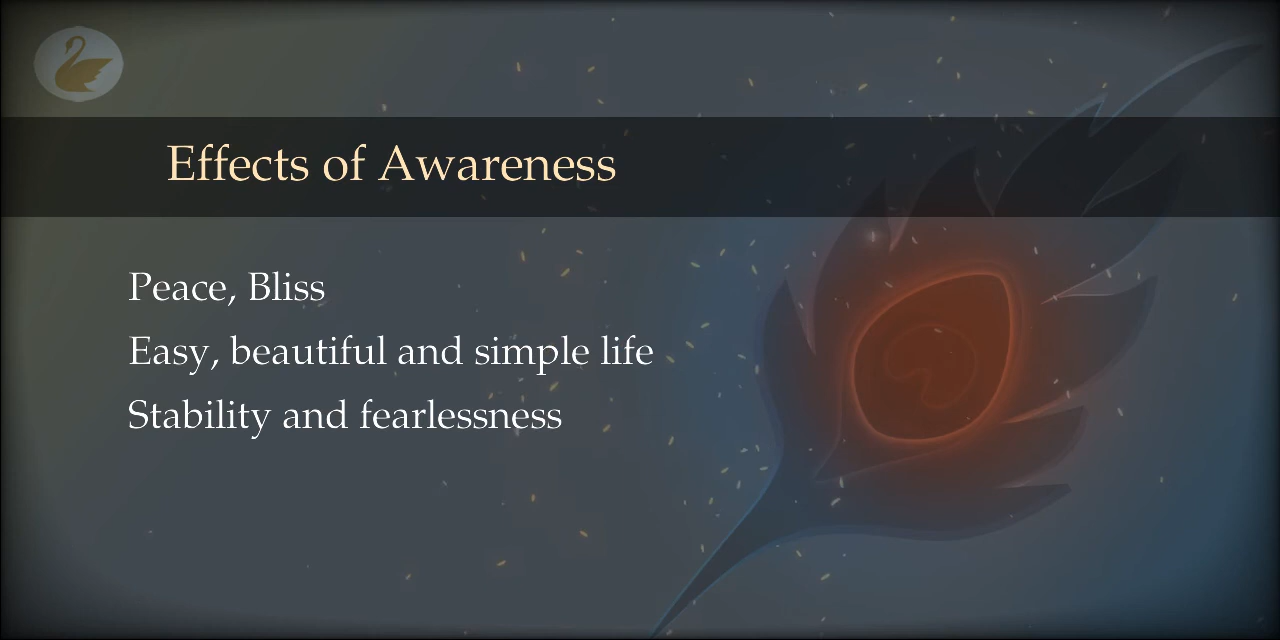 Effects of Awareness
Peace, Bliss
Easy, beautiful and simple life
Stability and fearlessness